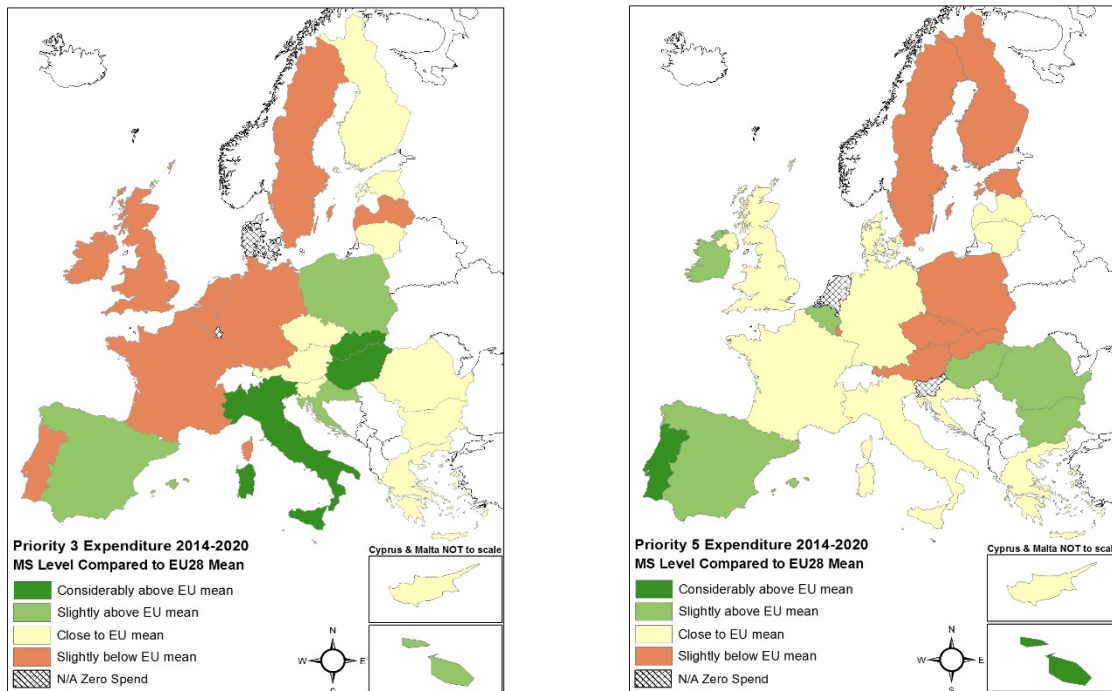 Priority 3 Expenditure 2014-2020
MS Level Compared to EU28 Mean
Considerably above EU mean
Slightly above EU mean
Close to EU mean
Slightly below EU mean
N/A Zero Spend
Cyprus & Malta NOT to scale
N
W E
S
Priority 5 Expenditure 2014-2020
MS Level Compared to EU28 Mean
Considerably above EU mean
Slightly above EU mean
Close to EU mean
Slightly below EU mean
N/A Zero Spend
Cyprus & Malta NOT to scale
N
W E
S